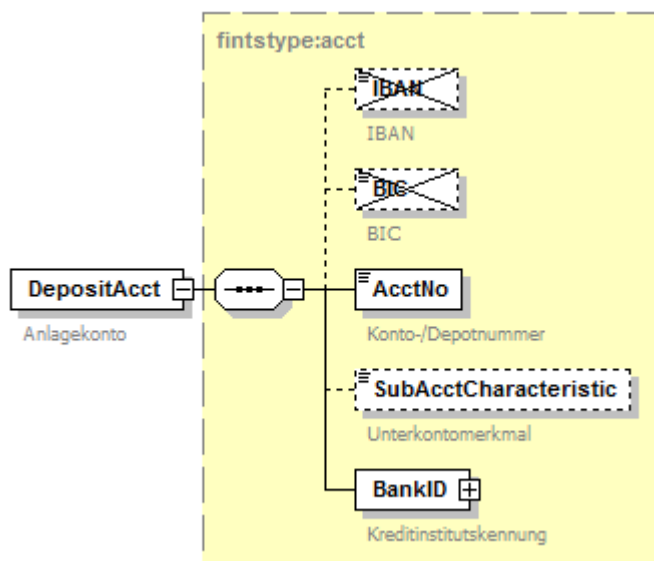 fintstype:acct
IBAN
IBAN
BIC
BIC
DepositAcct
Anlagekonto
AcctNo
Konto-/Depotnummer
SubAcctCharacteristic
Unterkontomerkmal
BankID
Kreditinstitutskennung